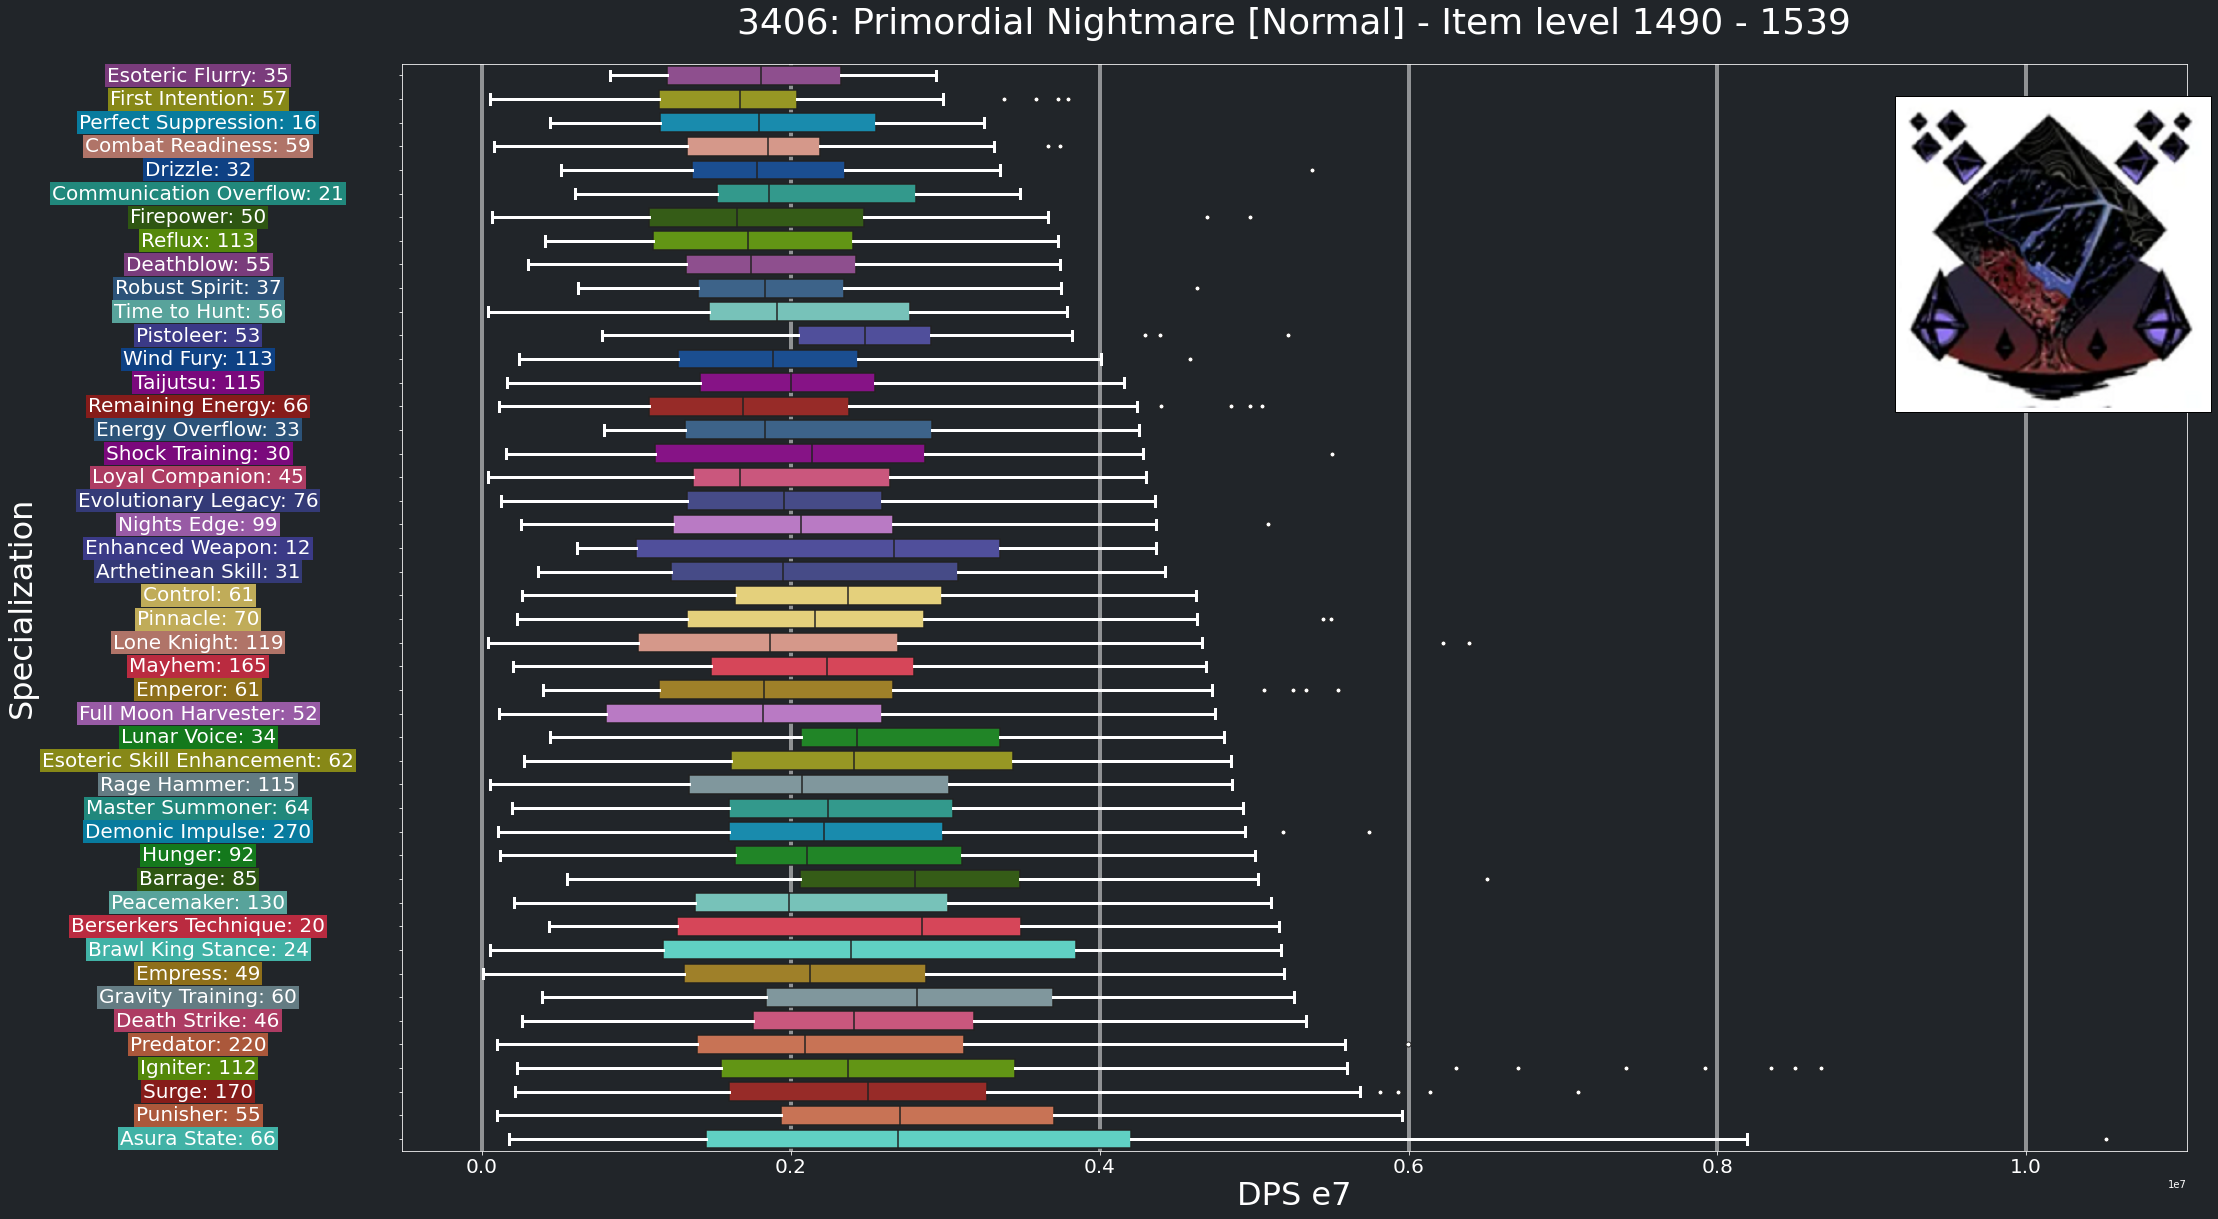 3406: Primordial Nightmare [Normal] - Item level 1490 - 1539
Specialization
Esoteric Flurry: 35
First Intention: 57
Perfect Suppression: 16
Combat Readiness: 59
Drizzle: 32
Communication Overflow: 21
Firepower: 50
Reflux: 113
Deathblow: 55
Robust Spirit: 37
Time to Hunt: 56
Pistoleer: 53
Wind Fury: 113
Taijutsu: 115
Remaining Energy: 66
Energy Overflow: 33
Shock Training: 30
Loyal Companion: 45
Evolutionary Legacy: 76
Nights Edge: 99
Enhanced Weapon: 12
Arthetinean Skill: 31
Control: 61
Pinnacle: 70
Lone Knight: 119
Mayhem: 165
Emperor: 61
Full Moon Harvester: 52
Lunar Voice: 34
Esoteric Skill Enhancement: 62
Rage Hammer: 115
Master Summoner: 64
Demonic Impulse: 270
Hunger: 92
Barrage: 85
Peacemaker: 130
Berserkers Technique: 20
Brawl King Stance: 24
Empress: 49
Gravity Training: 60
Death Strike: 46
Predator: 220
Igniter: 112
Surge: 170
Punisher: 55
Asura State: 66
0.0 0.2 0.4 0.6 0.8 1.0
DPS e7
1e7